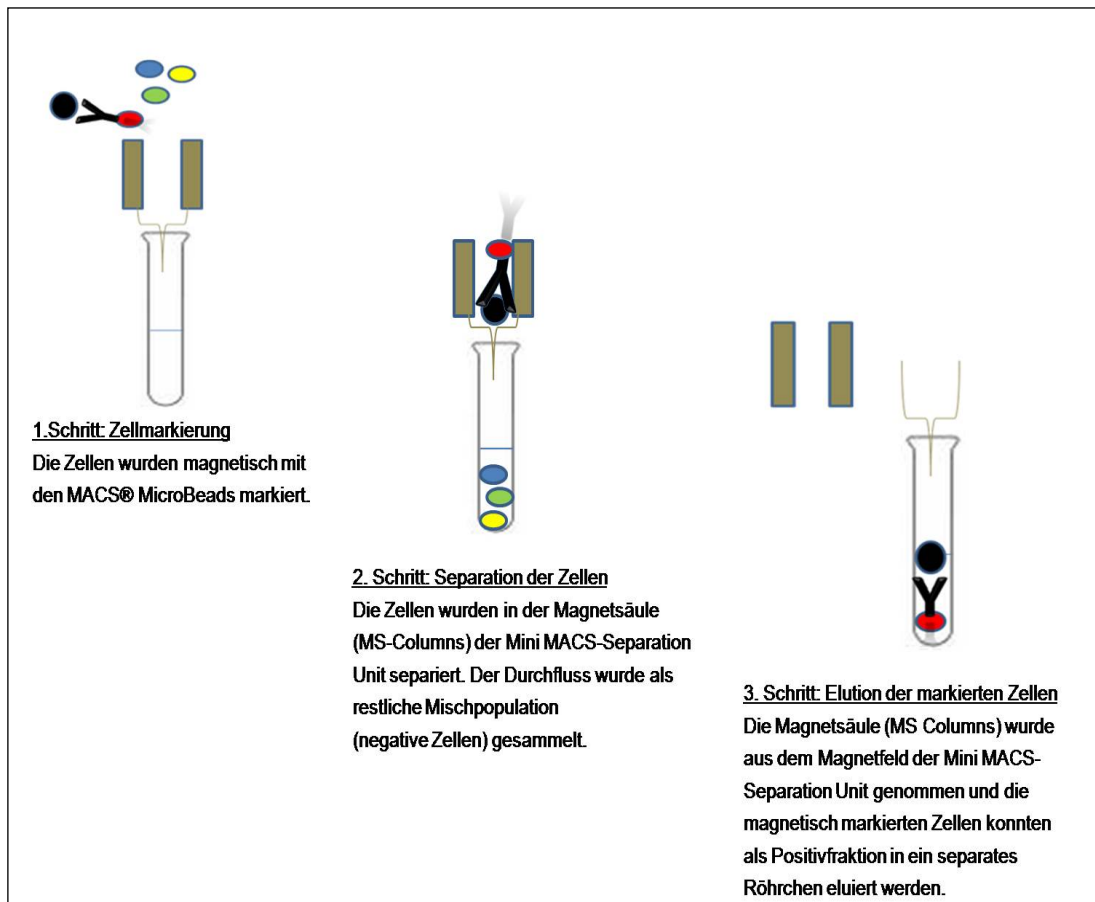 1.Schritt: Zellmarkierung
Die Zellen wurden magnetisch mit
den MACS® MicroBeads markiert.
2. Schritt: Separation der Zellen
Die Zellen wurden in der Magnetsäule
(MS-Columns) der Mini MACS-Separation
Unit separiert. Der Durchfluss wurde als
restliche Mischpopulation
(negative Zellen) gesammelt.
3. Schritt: Elution der markierten Zellen
Die Magnetsäule (MS Columns) wurde
aus dem Magnetfeld der Mini MACS-
Separation Unit genommen und die
magnetisch markierten Zellen konnten
als Positivfraktion in ein separates
Röhrchen eluiert werden.